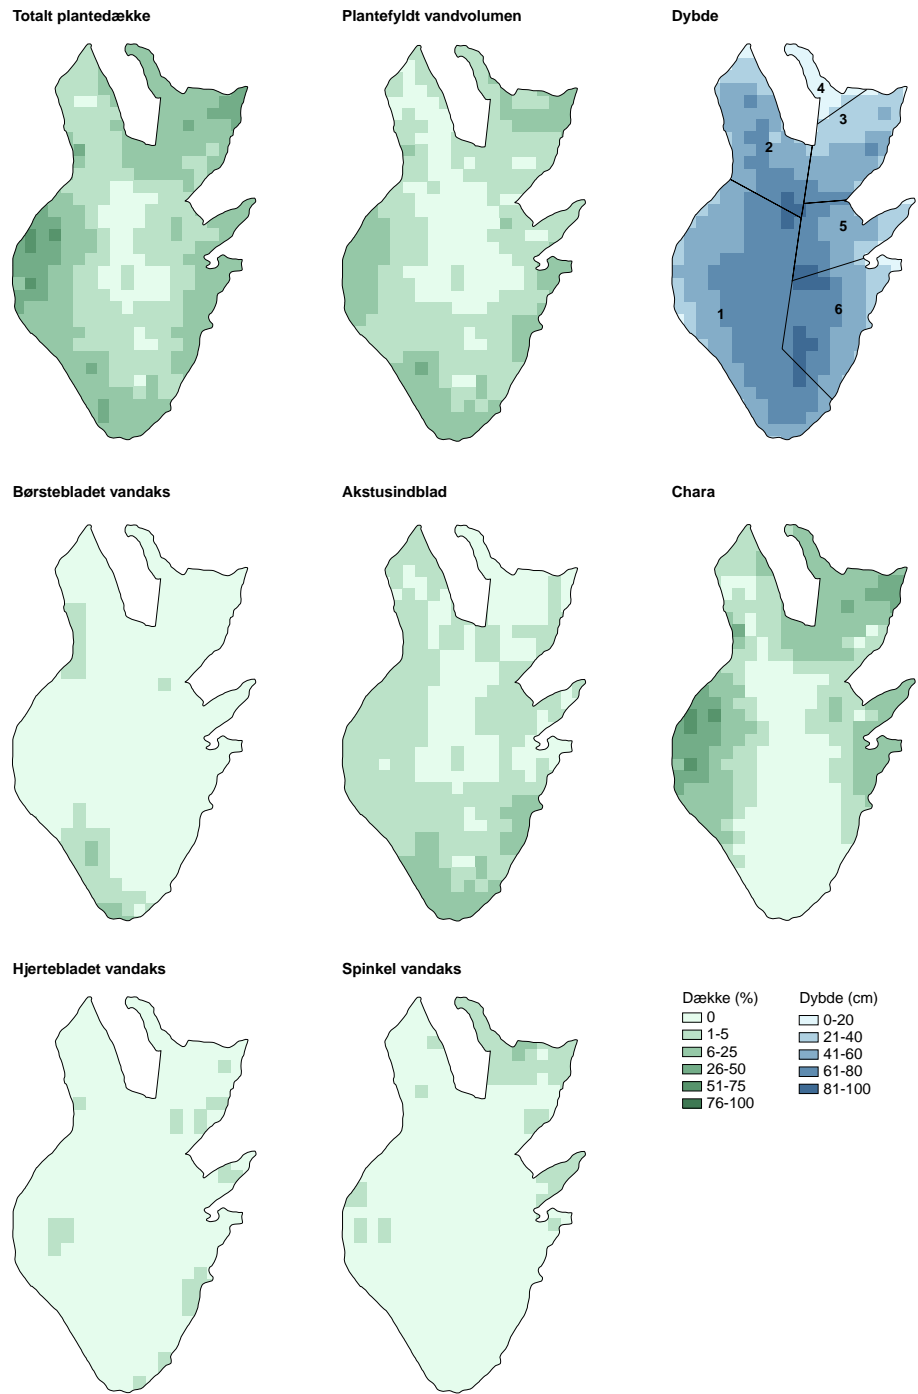 Totalt plantedække
Plantefyldt vandvolumen
Dybde
4
3
2
5
1
6
Børstebladet vandaks
Akstusindblad
Chara
Hjertebladet vandaks
Spinkel vandaks
Dække (%)
0
1-5
6-25
26-50
51-75
76-100
Dybde (cm)
0-20
21-40
41-60
61-80
81-100